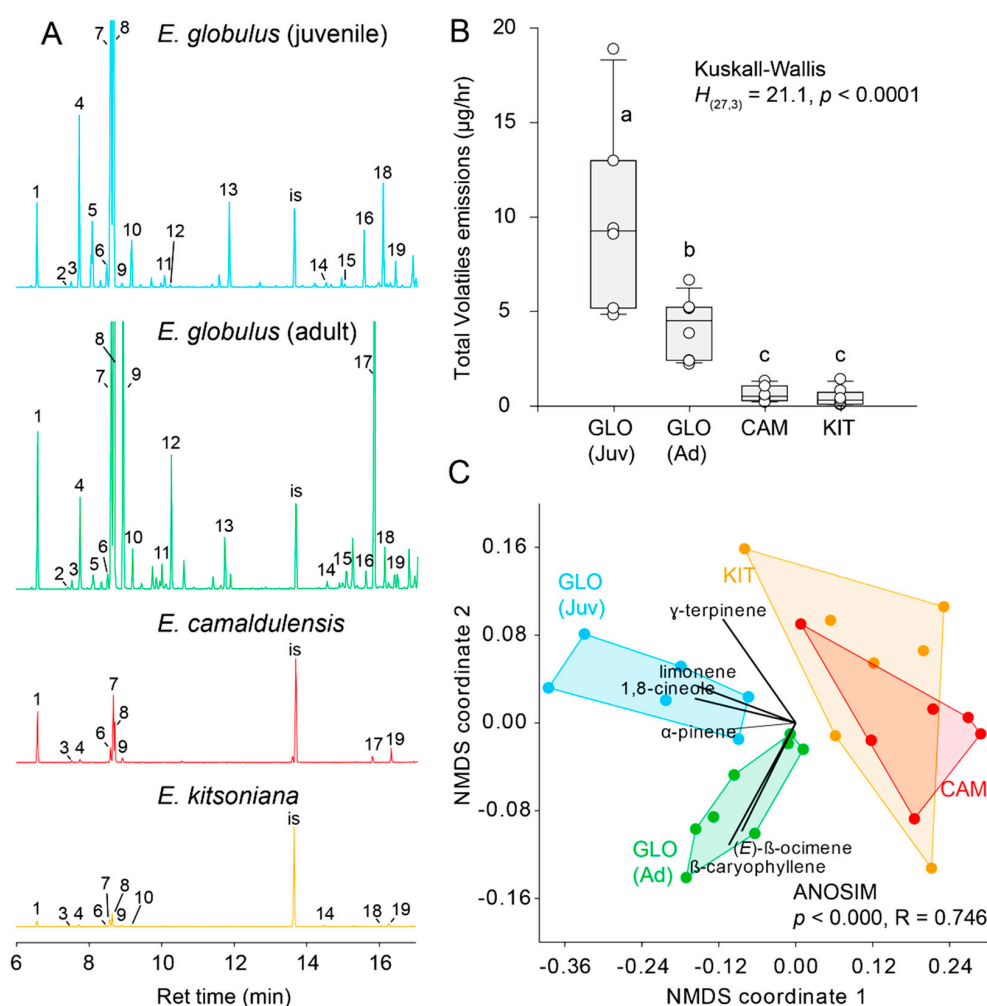 A
E. globulus (juvenile)
7 8
4
1
5
6
2 3
9
10
11
12
13
is
14
15
16
18
19
E. globulus (adult)
8
7
9
17
1
4
12
is
2 3
5
6
10
11
13
14
15
16
18
19
E. camaldulensis
is
1
7
8
6
3 4
9
17 19
E. kitsoniana
is
1
3 4
7
8
6
9
10
14
18
19
6 8 10 12 14 16
Ret time (min)
B
Total Volatiles emissions (µg/hr)
20
15
10
5
0
Kuskall-Wallis
H(27,3) = 21.1, p < 0.0001
a
b
c
c
GLO (Juv)
GLO (Ad)
CAM
KIT
C
NMDS coordinate 2
0.16
0.08
0.00
-0.08
-0.16
KIT
GLO
(Juv)
ɣ-terpinene
limonene
1,8-cineole
α-pinene
CAM
GLO
(Ad)
(E)-ß-ocimene
ß-caryophyllene
ANOSIM
p < 0.000, R = 0.746
-0.36 -0.24 -0.12 0.00 0.12 0.24
NMDS coordinate 1